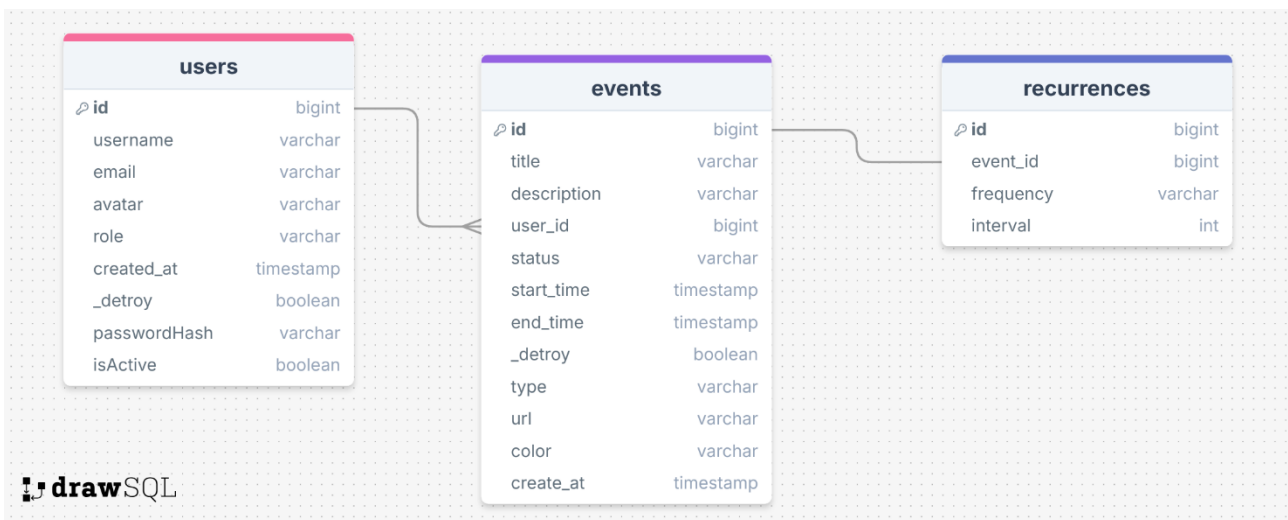 users
id bigint
username varchar
email varchar
avatar varchar
role varchar
created_at timestamp
_detroy boolean
passwordHash varchar
isActive boolean
events
id bigint
title varchar
description varchar
user_id bigint
status varchar
start_time timestamp
end_time timestamp
_detroy boolean
type varchar
url varchar
color varchar
create_at timestamp
recurrences
id bigint
event_id bigint
frequency varchar
interval int
drawSQL